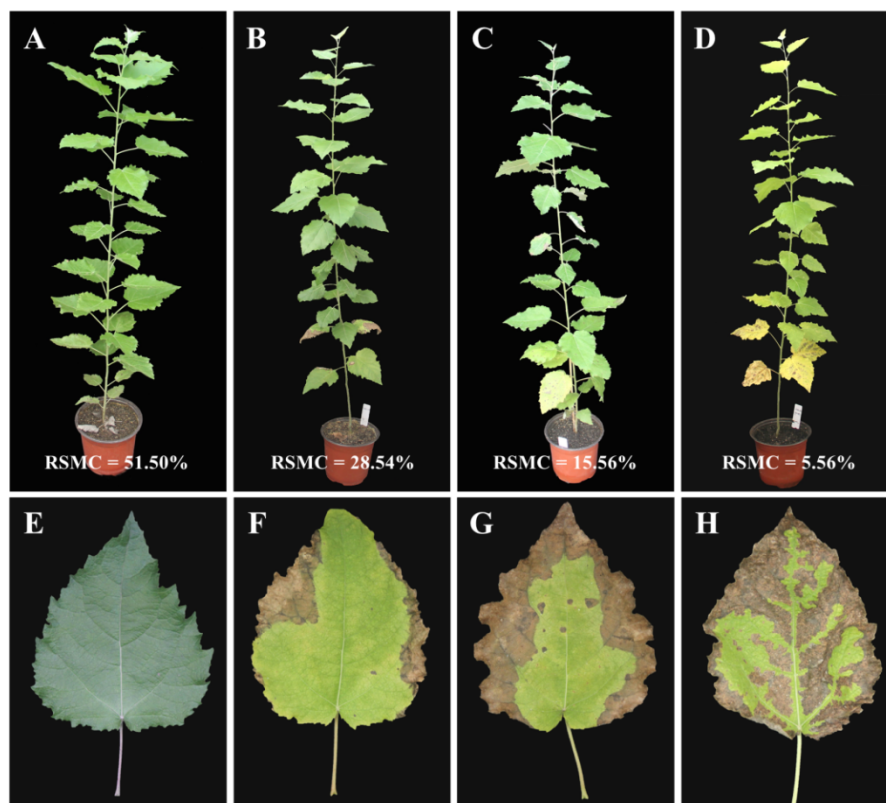 A
B
C
D
RSMC = 51.50%
RSMC = 28.54%
RSMC = 15.56%
RSMC = 5.56%
E
F
G
H